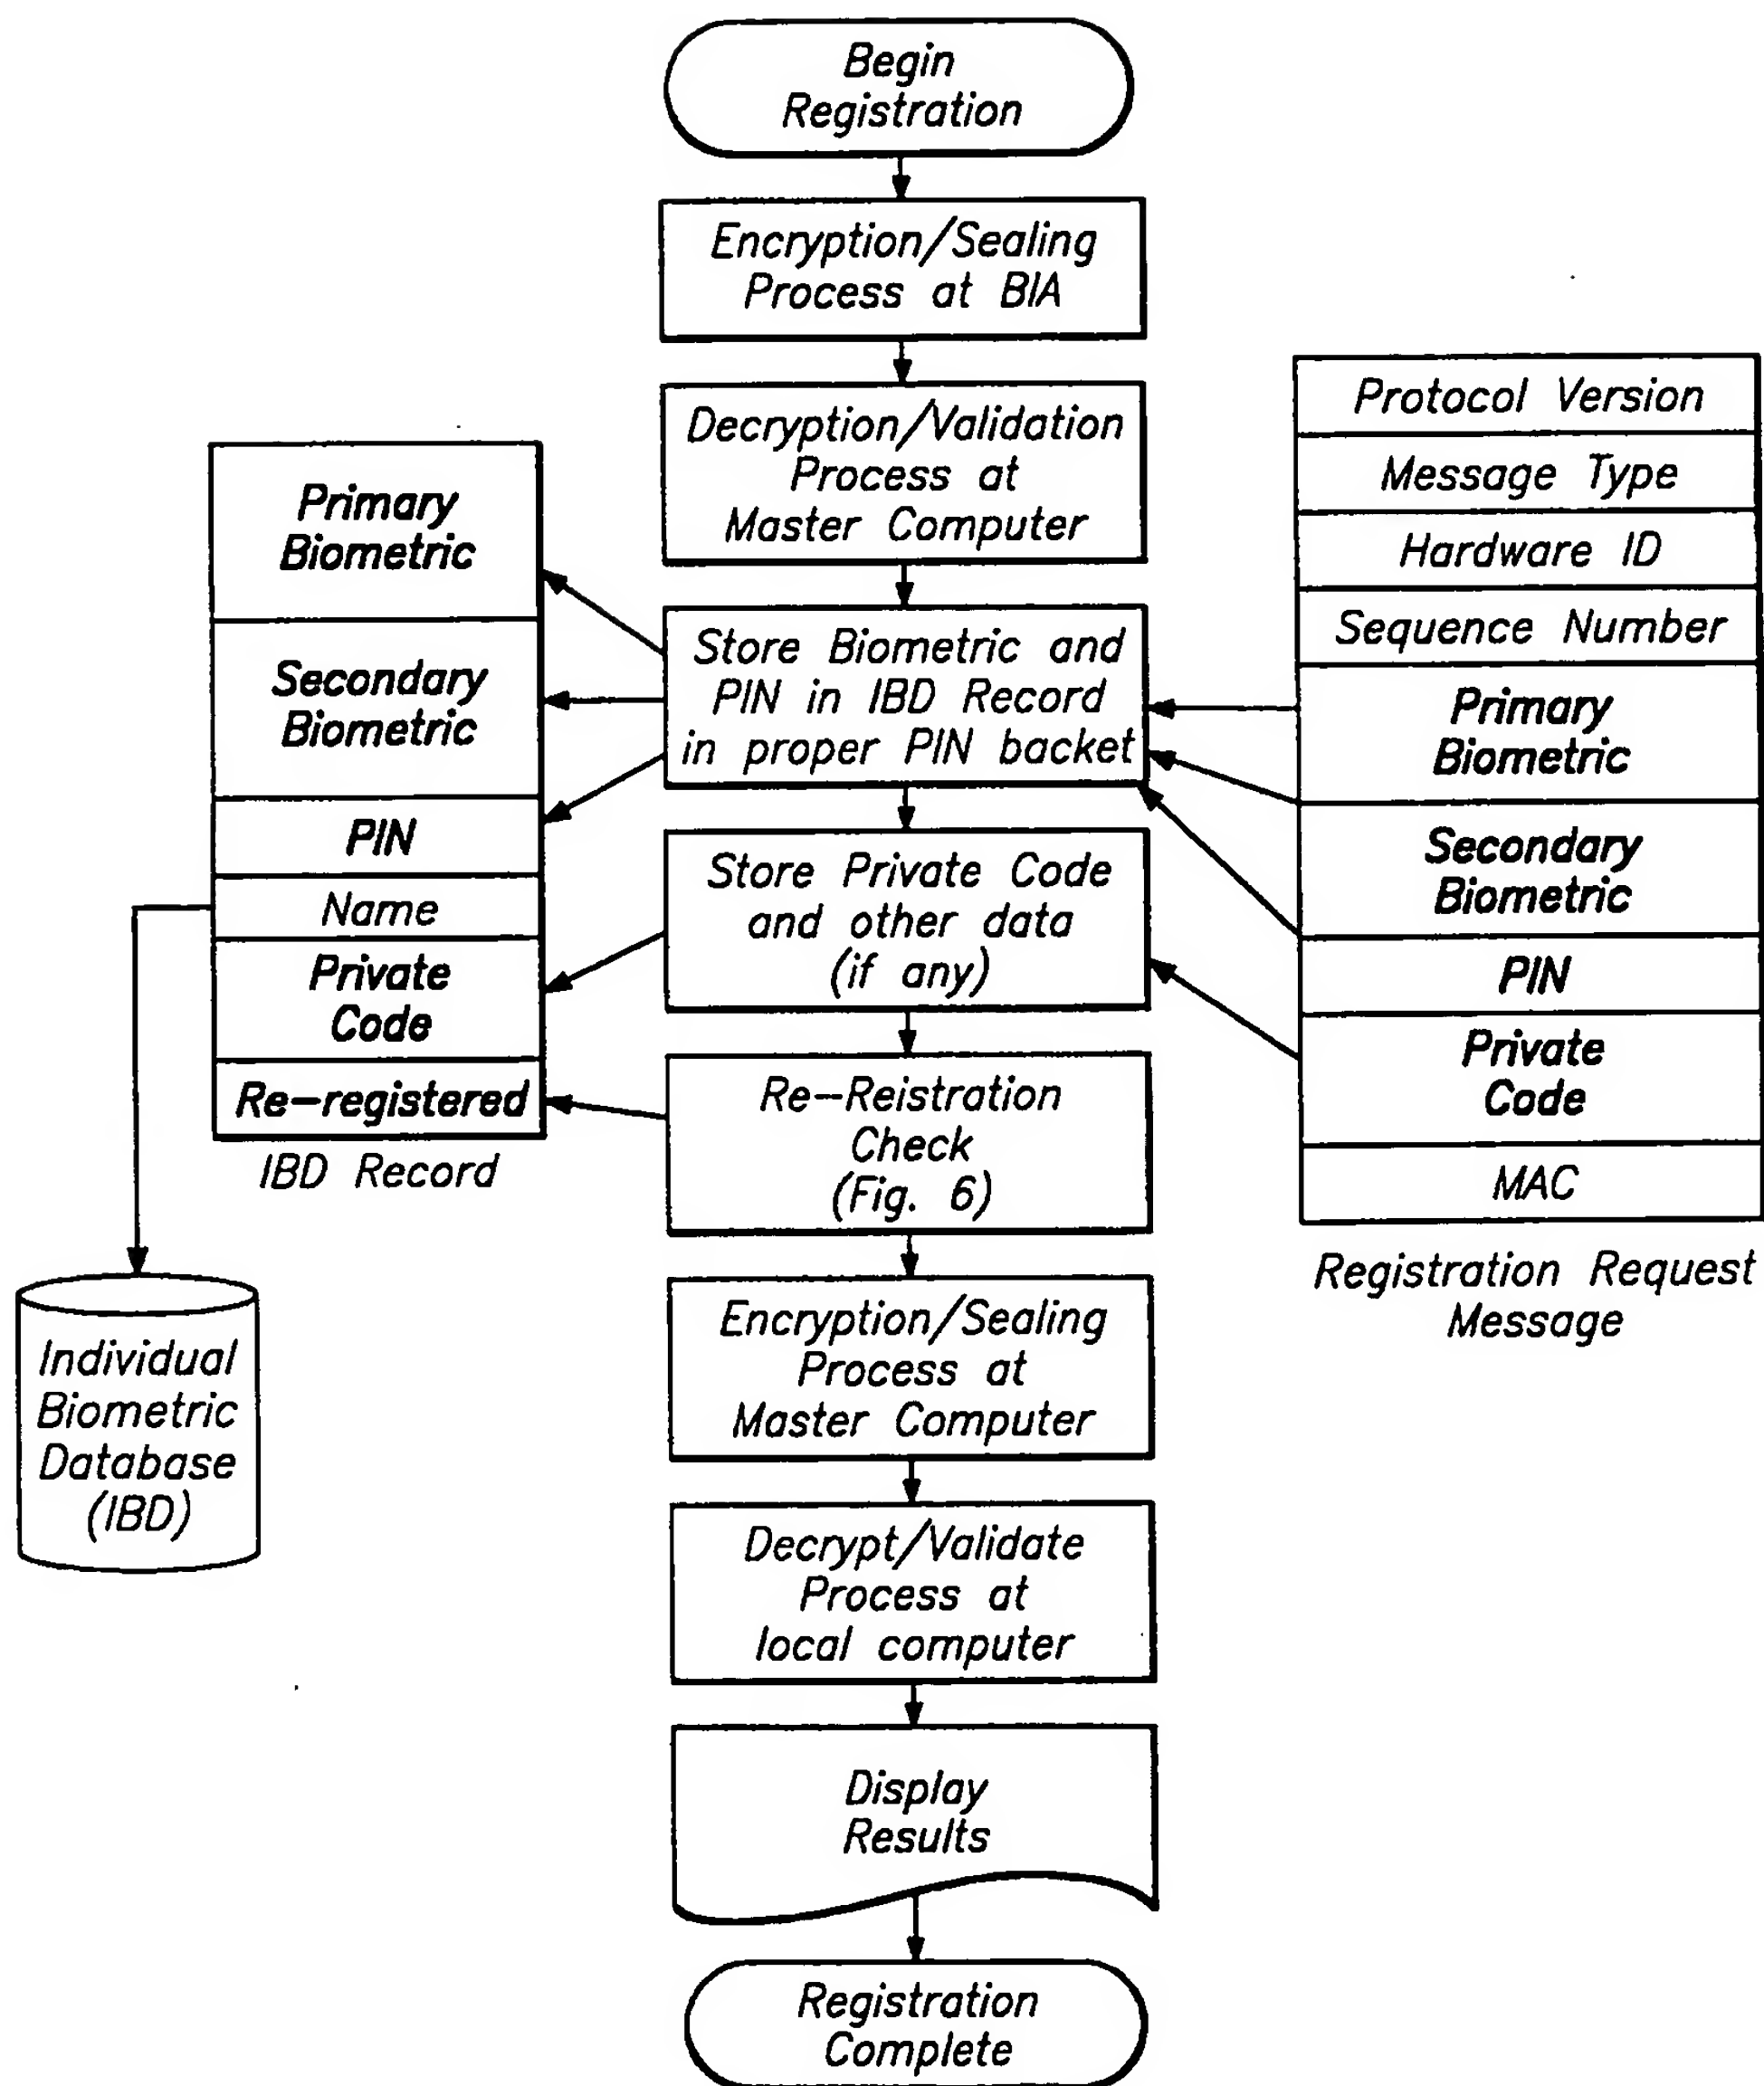 Begin
Registration
Encryption/Sealing
Process at BIA
Decryption/Validation
Process at
Master Computer
Store Biometric and
PIN in IBD Record
in proper PIN backet
Store Private Code
and other data
(if any)
Re-Reistration
Check
(Fig. 6)
Encryption/Sealing
Process at
Master Computer
Decrypt/Validate
Process at
local computer
Display
Results
Registration
Complete
Primary
Biometric
Secondary
Biometric
PIN
Name
Private
Code
Re-registered
IBD Record
Individual
Biometric
Database
(IBD)
Protocol Version
Message Type
Hardware ID
Sequence Number
Primary
Biometric
Secondary
Biometric
PIN
Private
Code
MAC
Registration Request
Message